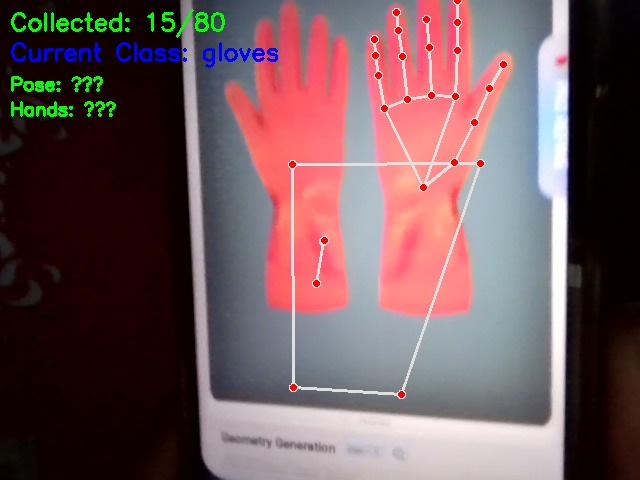 Collected: 15/80
Current Class: gloves
Pose: ???
Hands: ???
Geometry Generation